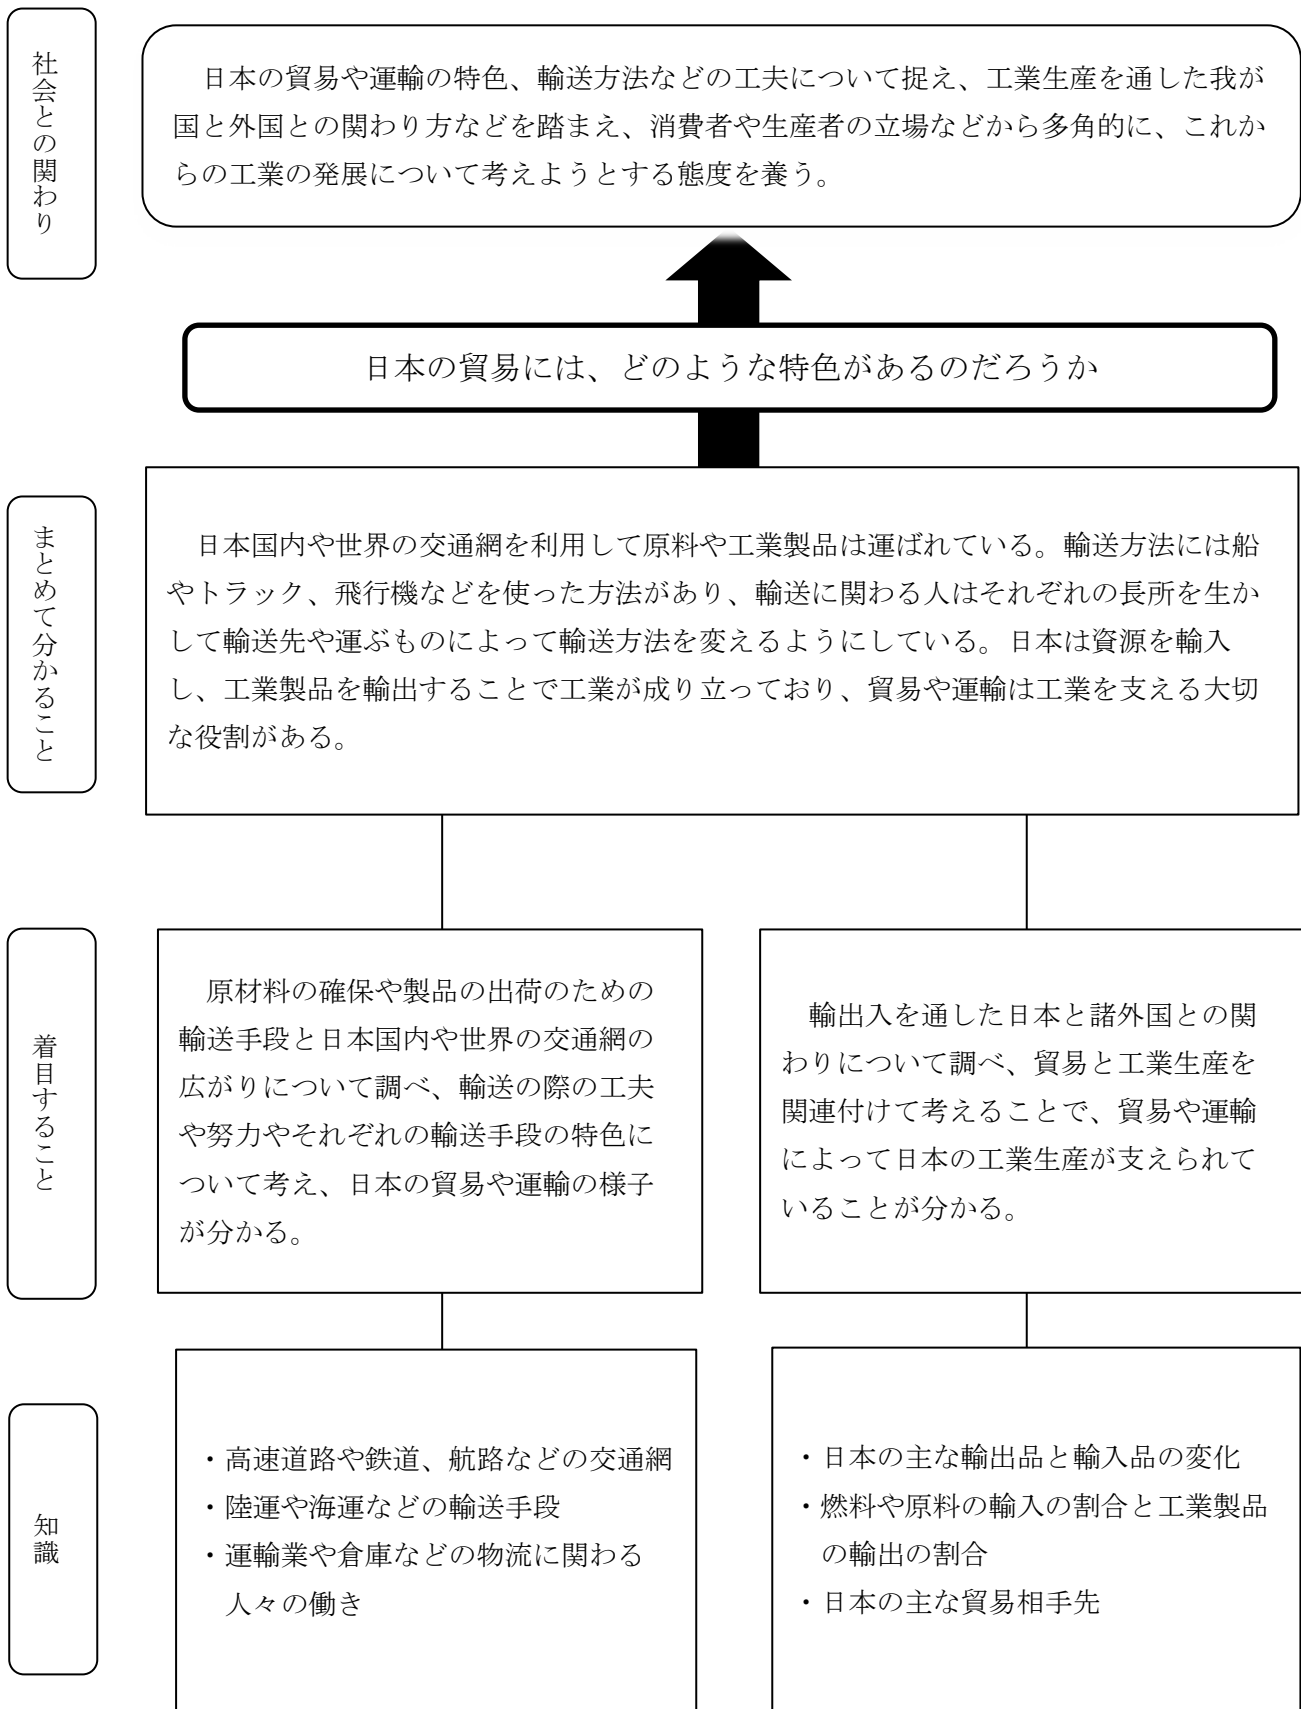 社会との関わり
日本の貿易や運輸の特色、輸送方法などの工夫について捉え、工業生産を通した我が
国と外国との関わり方などを踏まえ、消費者や生産者の立場などから多角的に、これか
らの工業の発展について考えようとする態度を養う。
日本の貿易には、どのような特色があるのだろうか
まとめて分かること
日本国内や世界の交通網を利用して原料や工業製品は運ばれている。輸送方法には船
やトラック、飛行機などを使った方法があり、輸送に関わる人はそれぞれの長所を生か
して輸送先や運ぶものによって輸送方法を変えるようにしている。日本は資源を輸入
し、工業製品を輸出することで工業が成り立っており、貿易や運輸は工業を支える大切
な役割がある。
着目すること
原材料の確保や製品の出荷のための
輸送手段と日本国内や世界の交通網の
広がりについて調べ、輸送の際の工夫
や努力やそれぞれの輸送手段の特色に
ついて考え、日本の貿易や運輸の様子
が分かる。
輸出入を通した日本と諸外国との関
わりについて調べ、貿易と工業生産を
関連付けて考えることで、貿易や運輸
によって日本の工業生産が支えられて
いることが分かる。
知識
・高速道路や鉄道、航路などの交通網
・陸運や海運などの輸送手段
・運輸業や倉庫などの物流に関わる
人々の働き
・日本の主な輸出品と輸入品の変化
・燃料や原料の輸入の割合と工業製品
の輸出の割合
・日本の主な貿易相手先